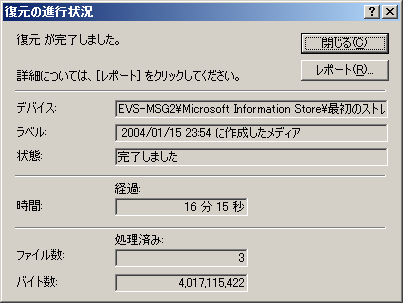 復元の進行状況
復元 が完了しました。
閉じる(C)
詳細については、[レポート] をクリックしてください。
レポート(R)...
デバイス:
EVS-MSG2¥Microsoft Information Store¥最初のストレ
ラベル:
2004/01/15 23:54 に作成したメディア
状態:
完了しました
経過:
時間:
16 分 15 秒
処理済み:
ファイル数:
3
バイト数:
4,017,115,422